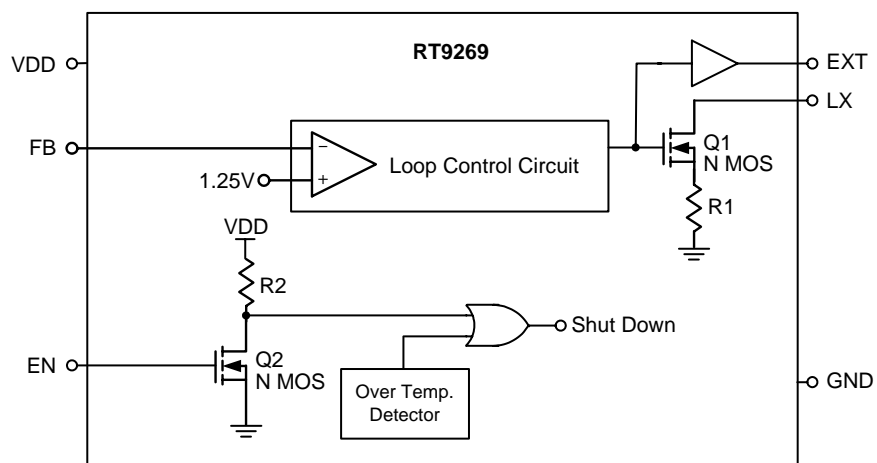 RT9269
VDD
EXT
LX
FB
−
+
1.25V
Loop Control Circuit
Q1
N MOS
R1
VDD
R2
Shut Down
EN
Q2
N MOS
Over Temp.
Detector
GND